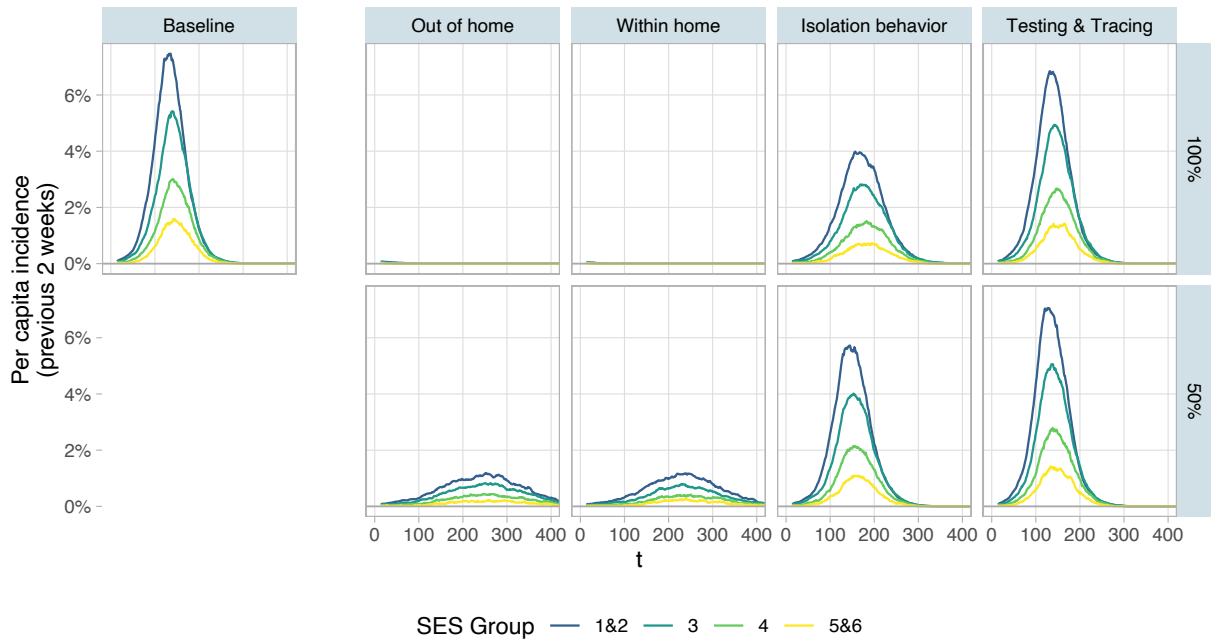 Baseline
Out of home
Within home
Isolation behavior
Testing & Tracing
Per capita incidence
(previous 2 weeks)
6%
4%
2%
0%
100%
6%
4%
2%
0%
50%
0 100 200 300 400
0 100 200 300 400
0 100 200 300 400
0 100 200 300 400
t
SES Group 1&2 3 4 5&6